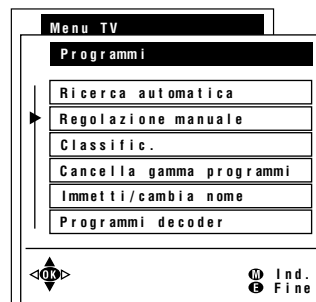 Menu TV
Programmi
Ricerca automatica
Regolazione manuale
Classific.
Cancella gamma programmi
Immetti/cambia nome
Programmi decoder
OK
M Ind.
E Fine